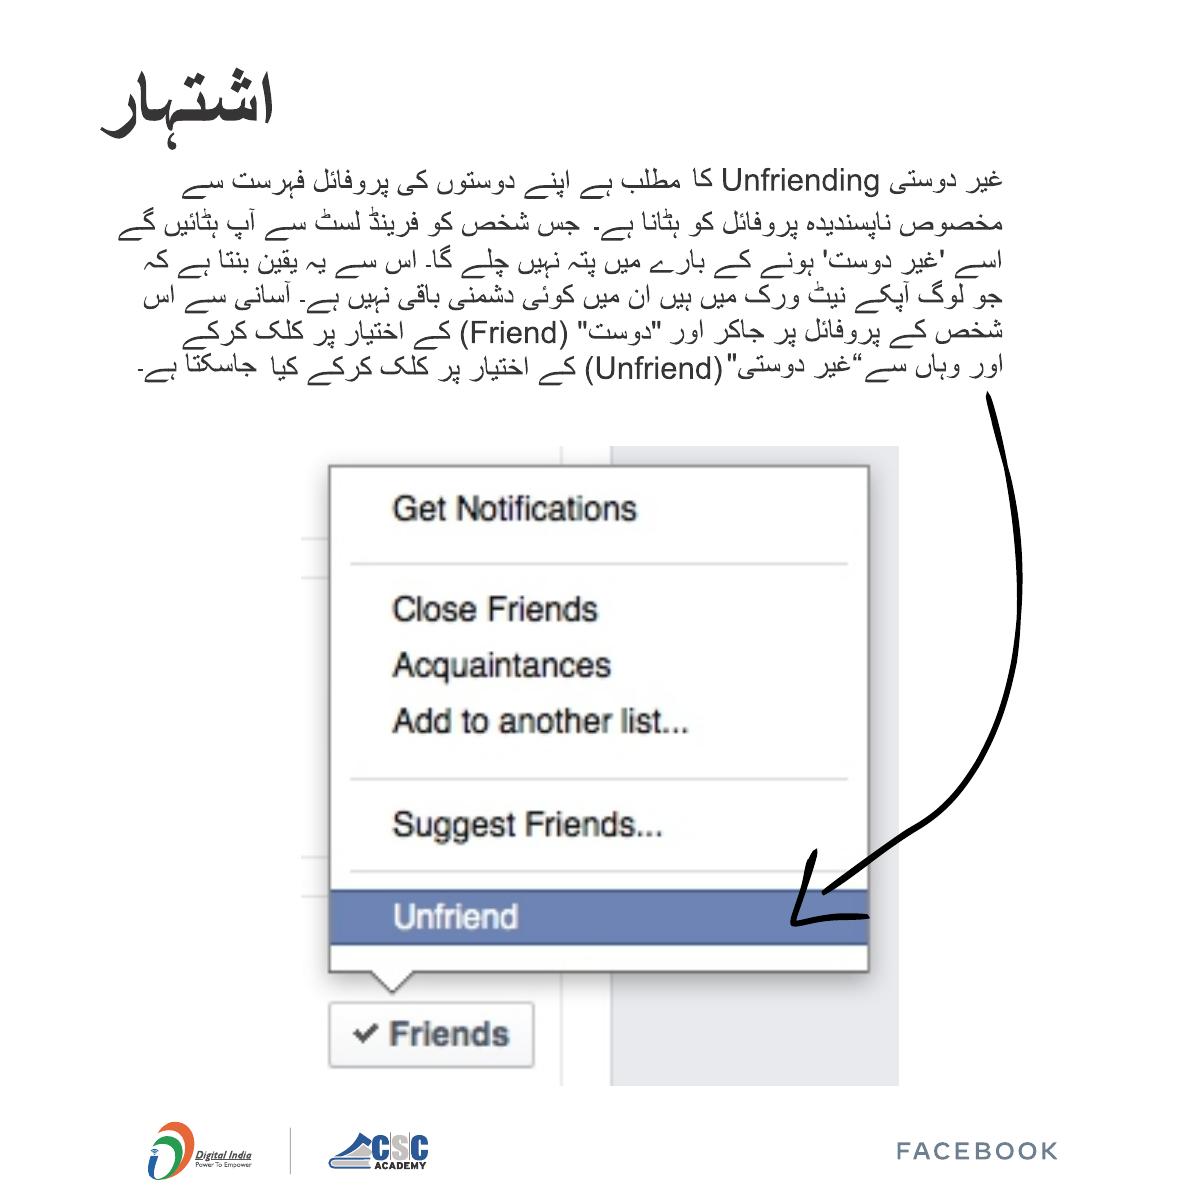 اشتہار
غیر دوستی Unfriending کا مطلب ہے اپنے دوستوں کی پروفائل فہرست سے
مخصوص ناپسندیدہ پروفائل کو ہٹانا ہے۔ جس شخص کو فرینڈ لسٹ سے آپ ہٹائیں گے
اسے 'غیر دوست' ہونے کے بارے میں پتہ نہیں چلے گا۔ اس سے یہ یقین بنتا ہے کہ
جو لوگ آپکے نیٹ ورک میں ہیں ان میں کوئی دشمنی باقی نہیں ہے۔ آسانی سے اس
شخص کے پروفائل پر جاکر اور "دوست" (Friend) کے اختیار پر کلک کرکے
اور وہاں سے “غیر دوستی" (Unfriend) کے اختیار پر کلک کرکے کیا جاسکتا ہے۔
Get Notifications
Close Friends
Acquaintances
Add to another list...
Suggest Friends...
Unfriend
Friends
Digital India
Power To Empower
CSC
ACADEMY
FACEBOOK